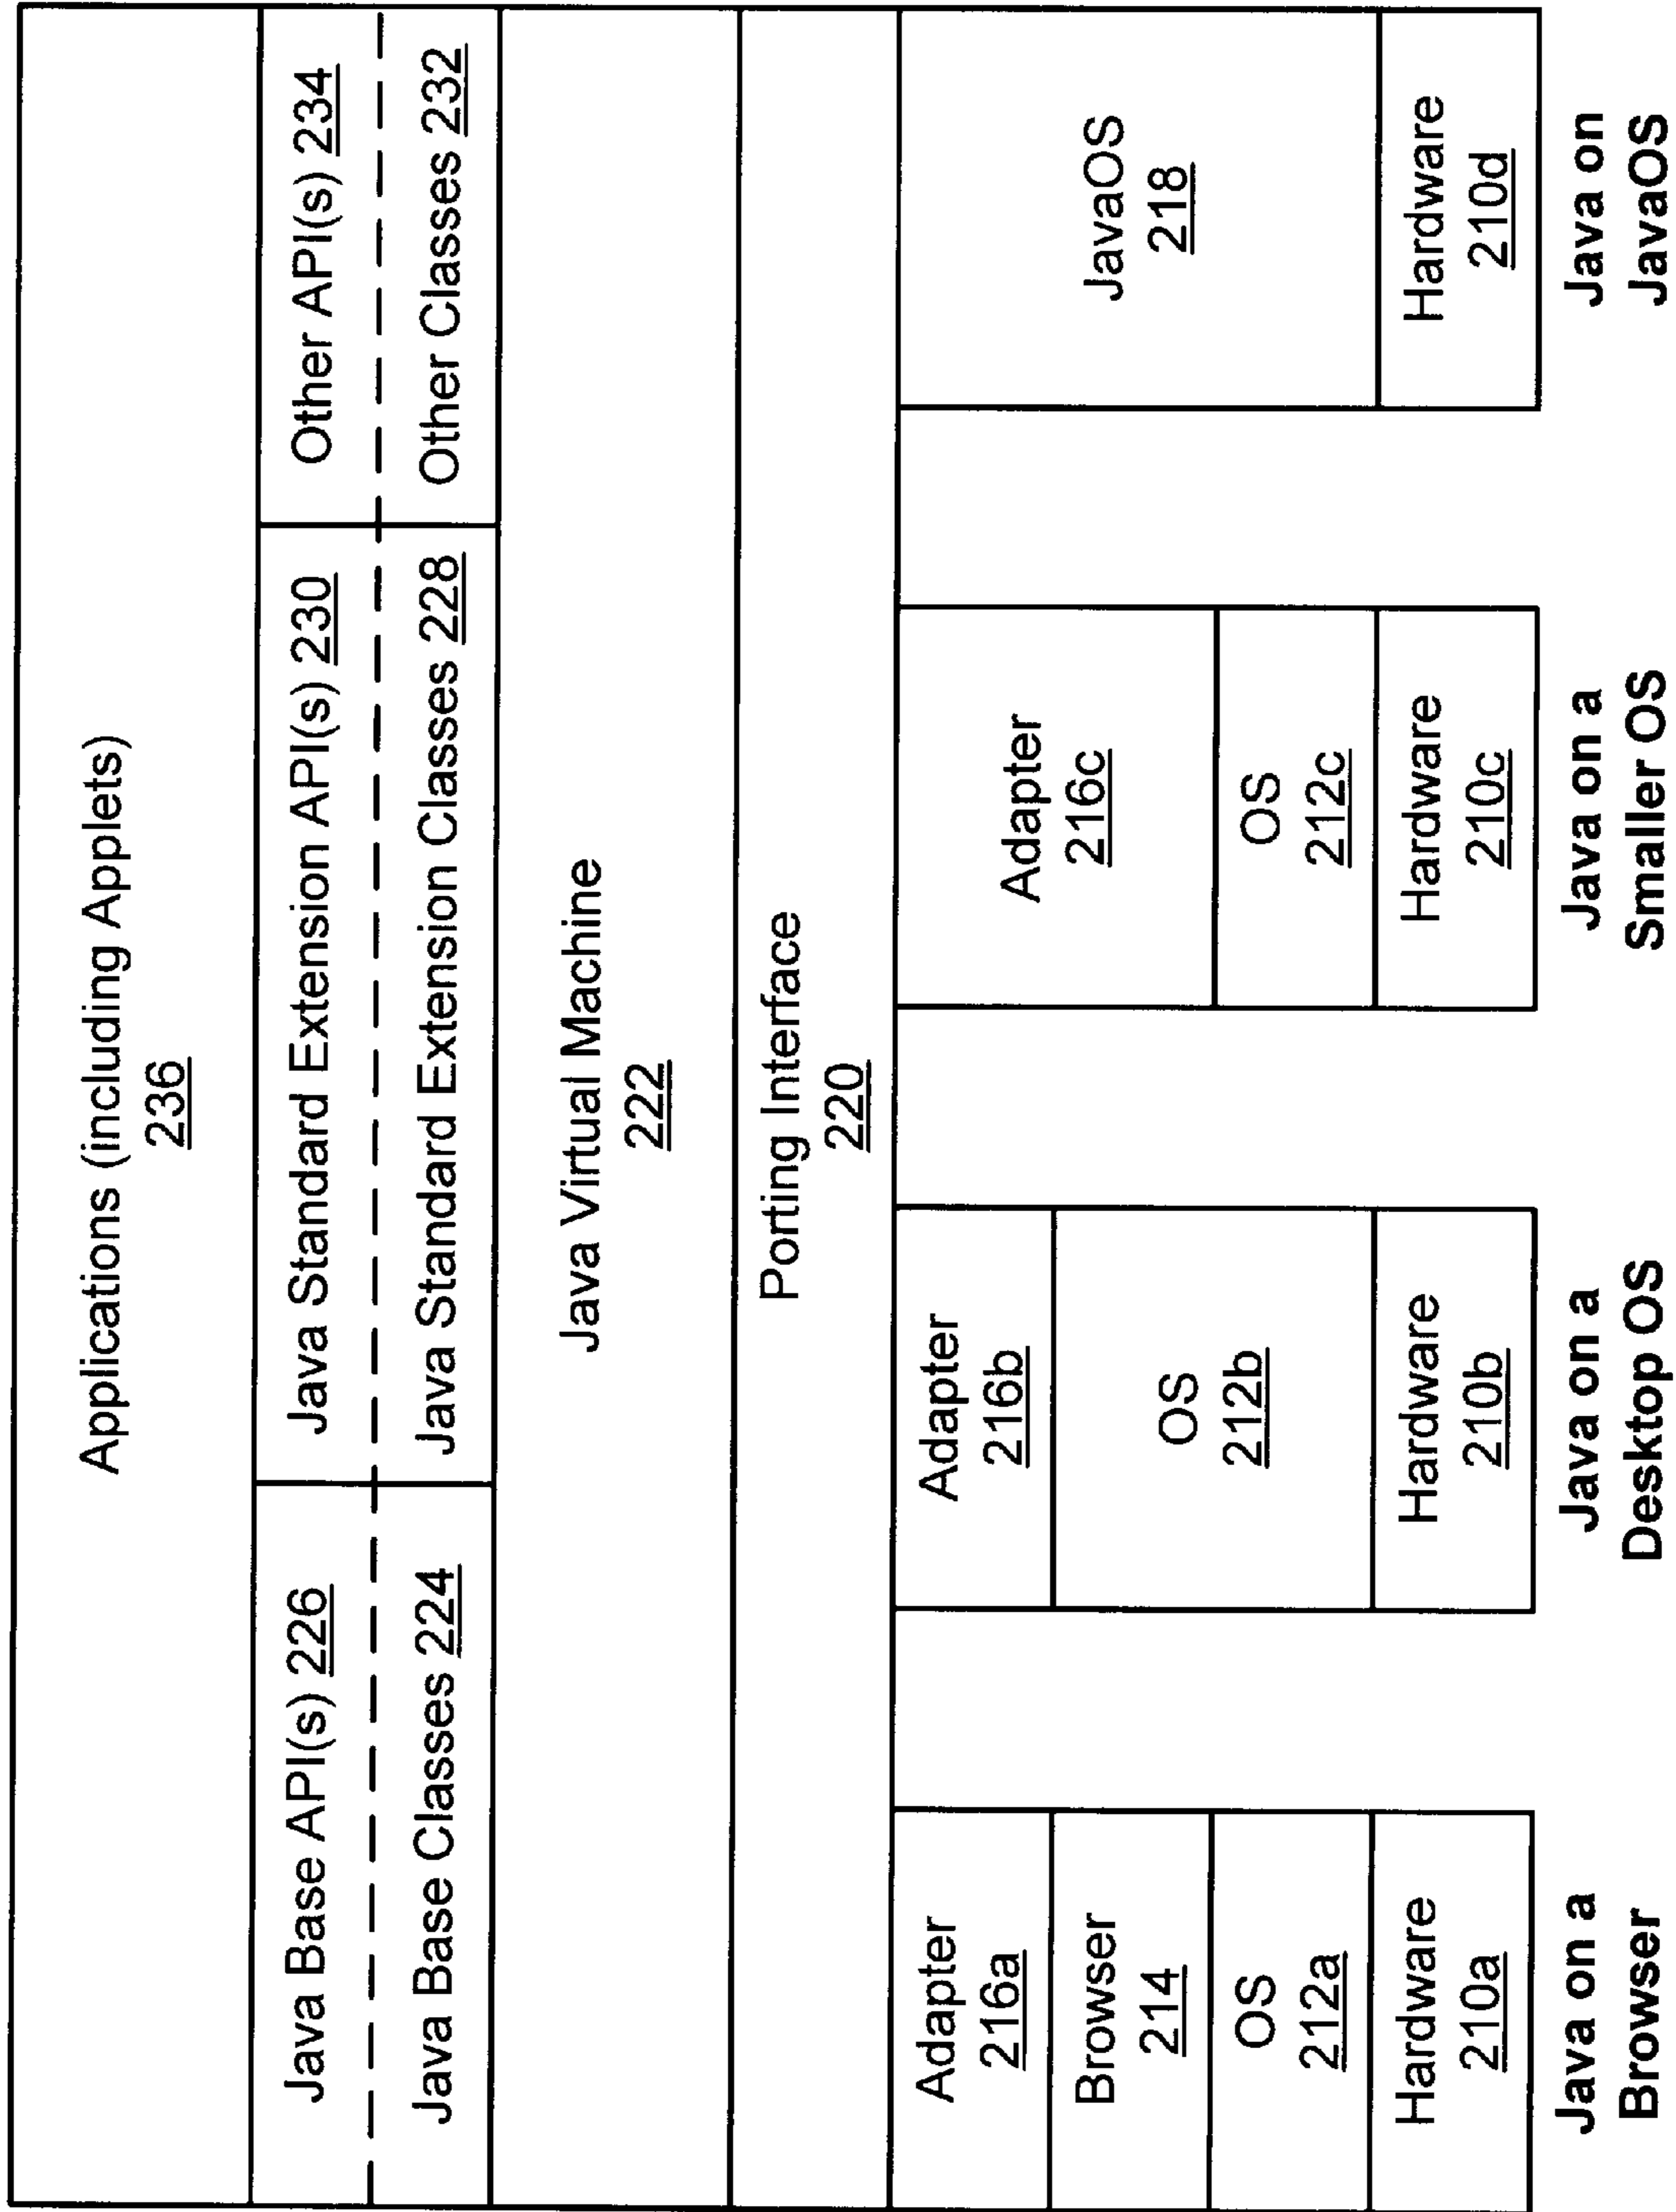 Applications (including Applets)
236
Java Base API(s) 226
Java Standard Extension API(s) 230
Other API(s) 234
Java Base Classes 224
Java Standard Extension Classes 228
Other Classes 232
Java Virtual Machine
222
Porting Interface
220
Adapter
216a
Browser
214
OS
212a
Hardware
210a
Java on a
Browser
Adapter
216b
OS
212b
Hardware
210b
Java on a
Desktop OS
Adapter
216c
OS
212c
Hardware
210c
Java on a
Smaller OS
JavaOS
218
Hardware
210d
Java on
JavaOS